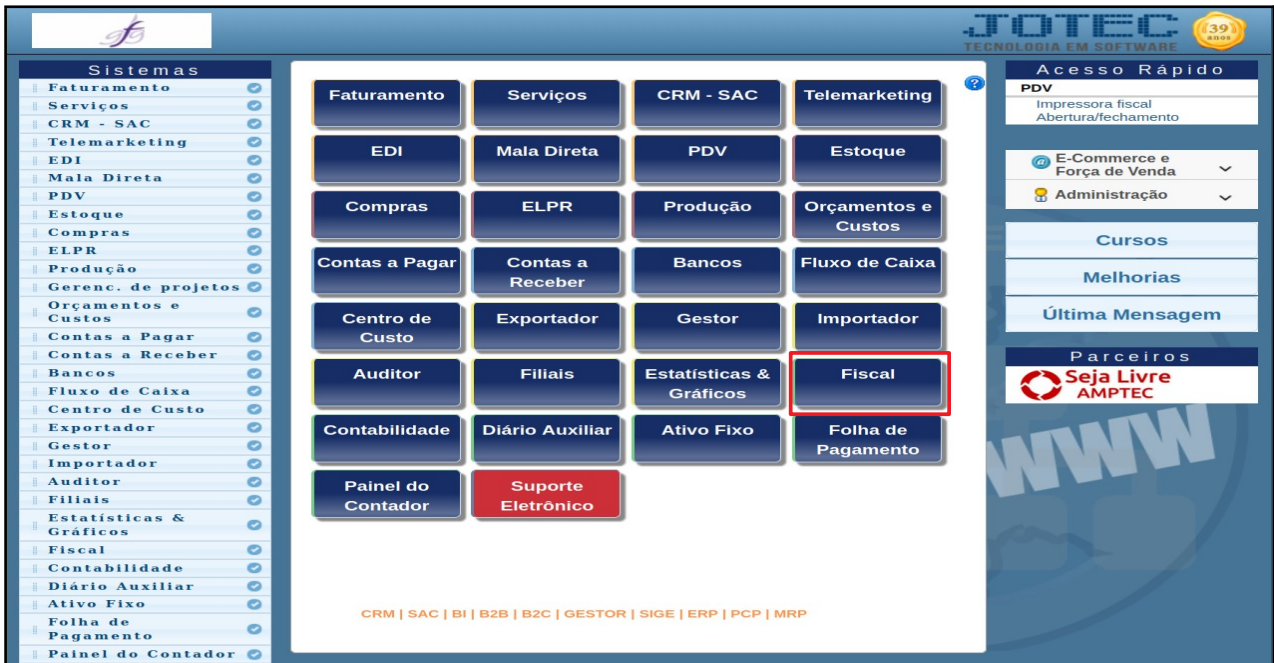 gfg
JOTEC
TECNOLOGIA EM SOFTWARE
39
anos
Sistemas
Faturamento
Serviços
CRM - SAC
Telemarketing
EDI
Mala Direta
PDV
Estoque
Compras
ELPR
Produção
Gerenc. de projetos
Orçamentos e
Custos
Contas a Pagar
Contas a Receber
Bancos
Fluxo de Caixa
Centro de Custo
Exportador
Gestor
Importador
Auditor
Filiais
Estatísticas &
Gráficos
Fiscal
Contabilidade
Diário Auxiliar
Ativo Fixo
Folha de
Pagamento
Painel do Contador
Faturamento
Serviços
CRM - SAC
Telemarketing
EDI
Mala Direta
PDV
Estoque
Compras
ELPR
Produção
Orçamentos e
Custos
Contas a Pagar
Contas a
Receber
Bancos
Fluxo de Caixa
Centro de
Custo
Exportador
Gestor
Importador
Auditor
Filiais
Estatísticas &
Gráficos
Fiscal
Contabilidade
Diário Auxiliar
Ativo Fixo
Folha de
Pagamento
Painel do
Contador
Suporte
Eletrônico
CRM | SAC | BI | B2B | B2C | GESTOR | SIGE | ERP | PCP | MRP
?
Acesso Rápido
PDV
Impressora fiscal
Abertura/fechamento
@ E-Commerce e
Força de Venda
Administração
Cursos
Melhorias
Última Mensagem
Parceiros
Seja Livre
AMPTEC
WWW